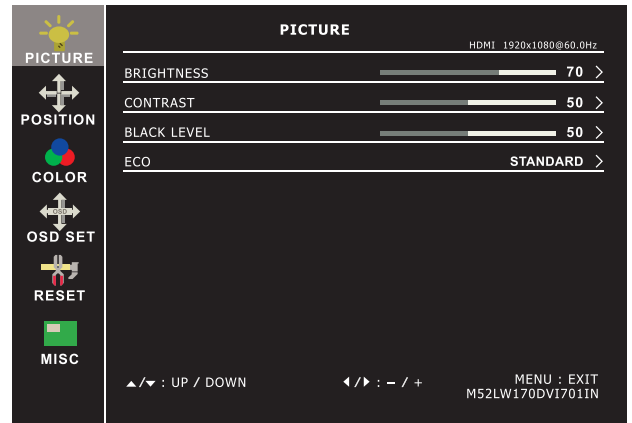 PICTURE
HDMI 1920x1080@60.0Hz
PICTURE
POSITION
COLOR
OSD
OSD SET
RESET
MISC
BRIGHTNESS 70 >
CONTRAST 50 >
BLACK LEVEL 50 >
ECO STANDARD >
▲/▼ : UP / DOWN ◀/▶ : – / + MENU : EXIT
M52LW170DVI701IN